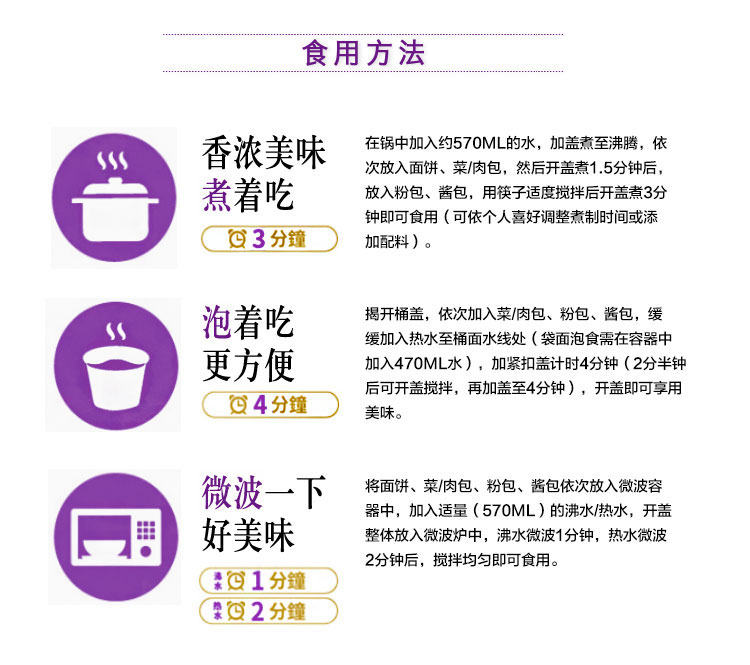 食用方法
香浓美味
煮着吃
3分鐘
在锅中加入约570ML的水，加盖煮至沸腾，依
次放入面饼、菜/肉包，然后开盖煮1.5分钟后，
放入粉包、酱包，用筷子适度搅拌后开盖煮3分
钟即可食用（可依个人喜好调整煮制时间或添
加配料）。
泡着吃
更方便
4分鐘
揭开桶盖，依次加入菜/肉包、粉包、酱包，缓
缓加入热水至桶面水线处（袋面泡食需在容器中
加入470ML水），加紧扣盖计时4分钟（2分半钟
后可开盖搅拌，再加盖至4分钟），开盖即可享用
美味。
微波一下
好美味
沸水 1分鐘
热水 2分鐘
将面饼、菜/肉包、粉包、酱包依次放入微波容
器中，加入适量（570ML）的沸水/热水，开盖
整体放入微波炉中，沸水微波1分钟，热水微波
2分钟后，搅拌均匀即可食用。